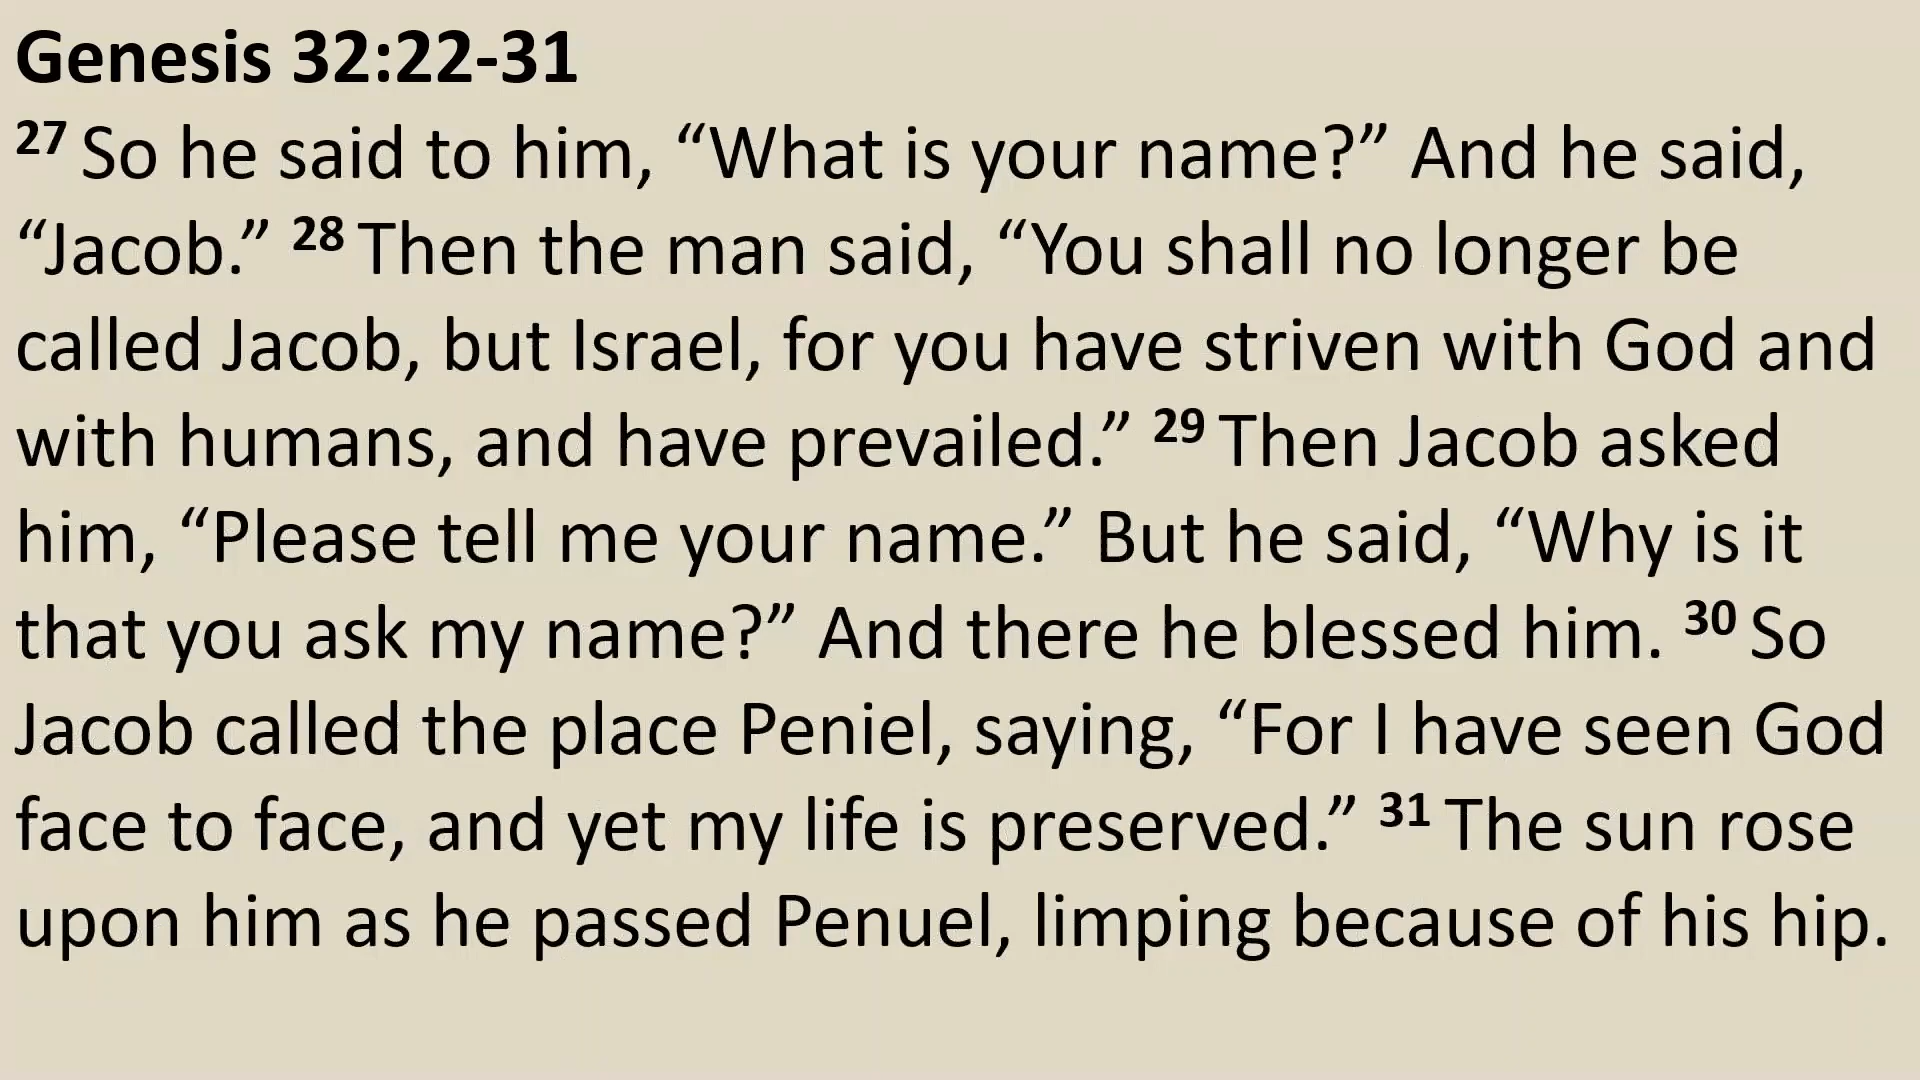 Genesis 32:22-31
27 So he said to him, “What is your name?” And he said,
“Jacob.” 28 Then the man said, “You shall no longer be
called Jacob, but Israel, for you have striven with God and
with humans, and have prevailed.” 29 Then Jacob asked
him, “Please tell me your name.” But he said, “Why is it
that you ask my name?” And there he blessed him. 30 So
Jacob called the place Peniel, saying, “For I have seen God
face to face, and yet my life is preserved.” 31 The sun rose
upon him as he passed Penuel, limping because of his hip.